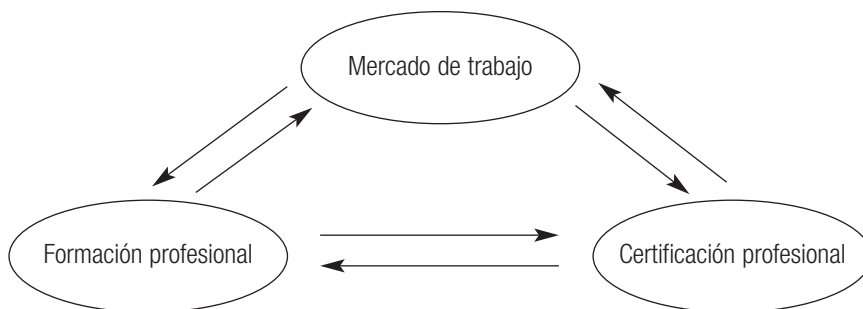 Mercado de trabajo
Formación profesional
Certificación profesional